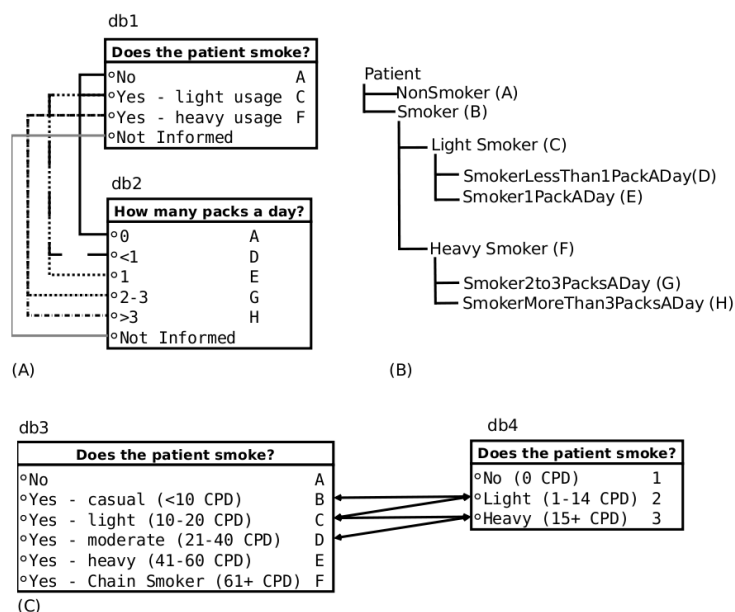 db1
Does the patient smoke?
No A
Yes - light usage C
Yes - heavy usage F
Not Informed
db2
How many packs a day?
0 A
<1 D
1 E
2-3 G
>3 H
Not Informed
(A)
Patient
NonSmoker (A)
Smoker (B)
Light Smoker (C)
SmokerLessThan1PackADay(D)
Smoker1PackADay (E)
Heavy Smoker (F)
Smoker2to3PacksADay (G)
SmokerMoreThan3PacksADay (H)
(B)
db3
Does the patient smoke?
No A
Yes - casual (<10 CPD) B
Yes - light (10-20 CPD) C
Yes - moderate (21-40 CPD) D
Yes - heavy (41-60 CPD) E
Yes - Chain Smoker (61+ CPD) F
db4
Does the patient smoke?
No (0 CPD) 1
Light (1-14 CPD) 2
Heavy (15+ CPD) 3
(C)